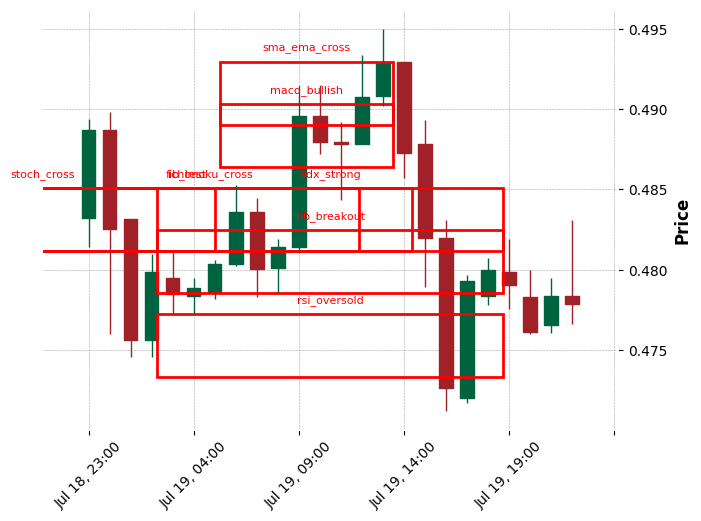 0.495
sma_ema_cross
macd_bullish
0.490
stoch_cross
adx_strong
0.485
bb_breakout
Price
0.480
rsi_oversold
0.475
Jul 18, 23:00
Jul 19, 04:00
Jul 19, 09:00
Jul 19, 14:00
Jul 19, 19:00